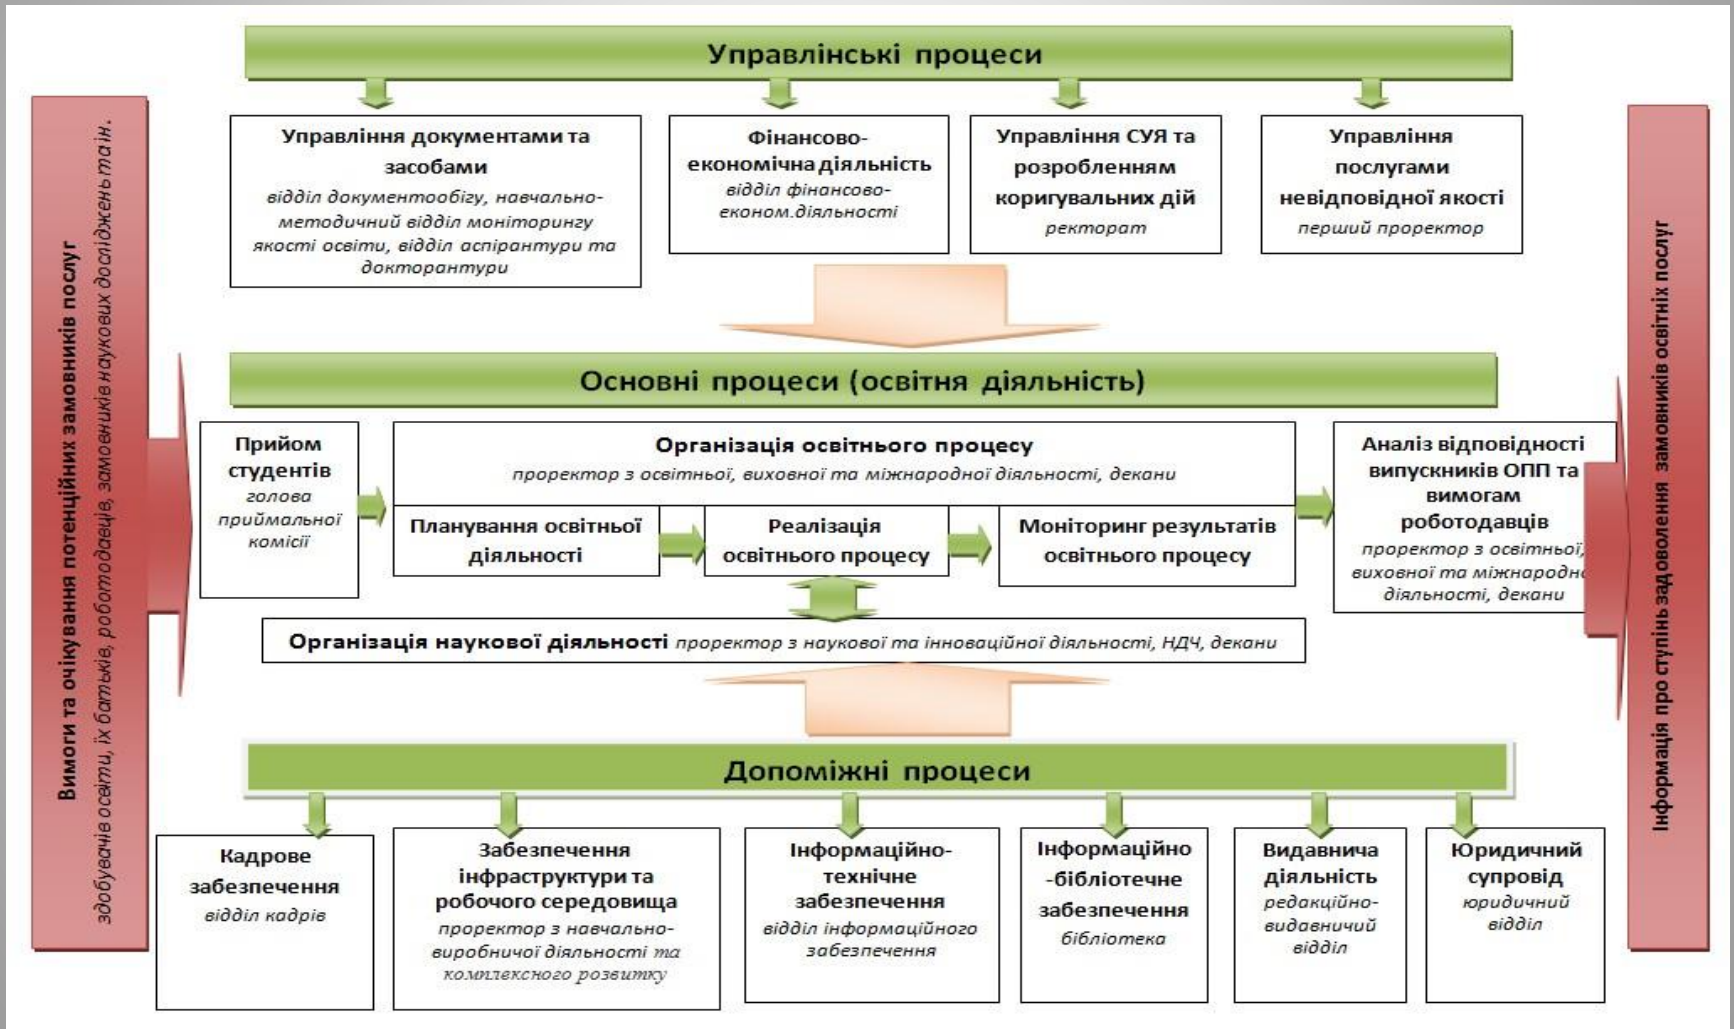 Управлінські процеси
Управління документами та
засобами
відділ документообігу, навчально-
методичний відділ моніторингу
якості освіти, відділ аспірантури та
докторантури
Фінансово-
економічна діяльність
відділ фінансово-
економ.діяльності
Управління СУЯ та
розробленням
коригувальних дій
ректорат
Управління
послугами
невідповідної якості
перший проректор
Вимоги та очікування потенційних замовників послуг
здобувачів освіти, їх батьків, роботодавців, замовників наукових досліджень та ін.
Основні процеси (освітня діяльність)
Прийом
студентів
голова
приймальної
комісії
Організація освітнього процесу
проректор з освітньої, виховної та міжнародної діяльності, декани
Планування освітньої
діяльності
Реалізація
освітнього процесу
Моніторинг результатів
освітнього процесу
Аналіз відповідності
випускників ОПП та
вимогам
роботодавців
проректор з освітньої,
виховної та міжнародно
діяльності, декани
Організація наукової діяльності проректор з наукової та інноваційної діяльності, НДЧ, декани
Інформація про ступінь задоволення замовників освітніх послуг
Допоміжні процеси
Кадрове
забезпечення
відділ кадрів
Забезпечення
інфраструктури та
робочого середовища
проректор з навчально-
виробничої діяльності та
комплексного розвитку
Інформаційно-
технічне
забезпечення
відділ інформаційного
забезпечення
Інформаційно
-бібліотечне
забезпечення
бібліотека
Видавнича
діяльність
редакційно-
видавничий
відділ
Юридичний
супровід
юридичний
відділ